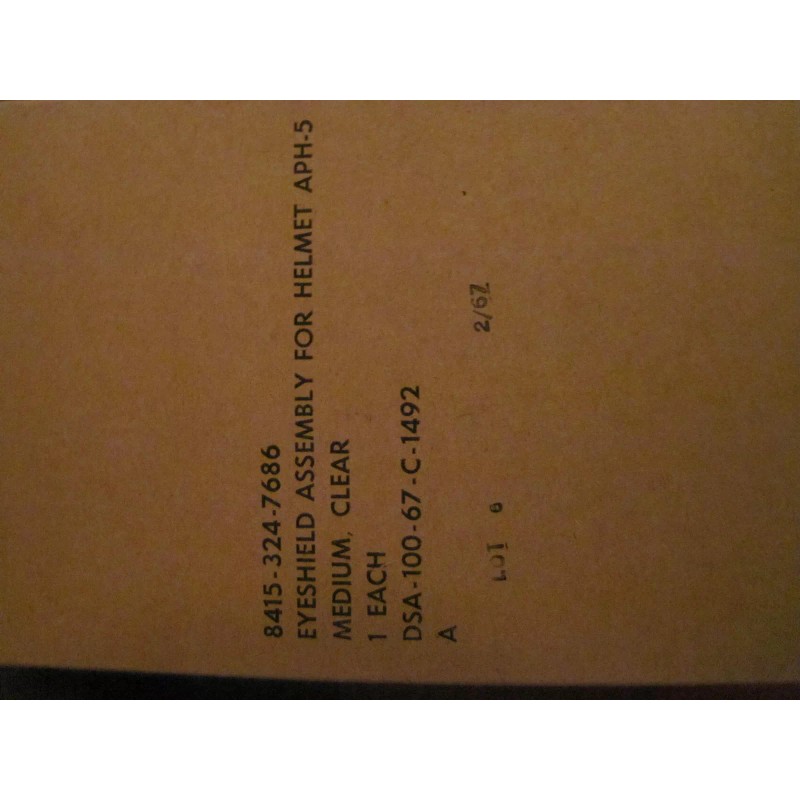 8415-324-7686
EYESHIELD ASSEMBLY FOR HELMET APH-5
MEDIUM, CLEAR
1 EACH
DSA-100-67-C-1492
A
LOT 6 2/67